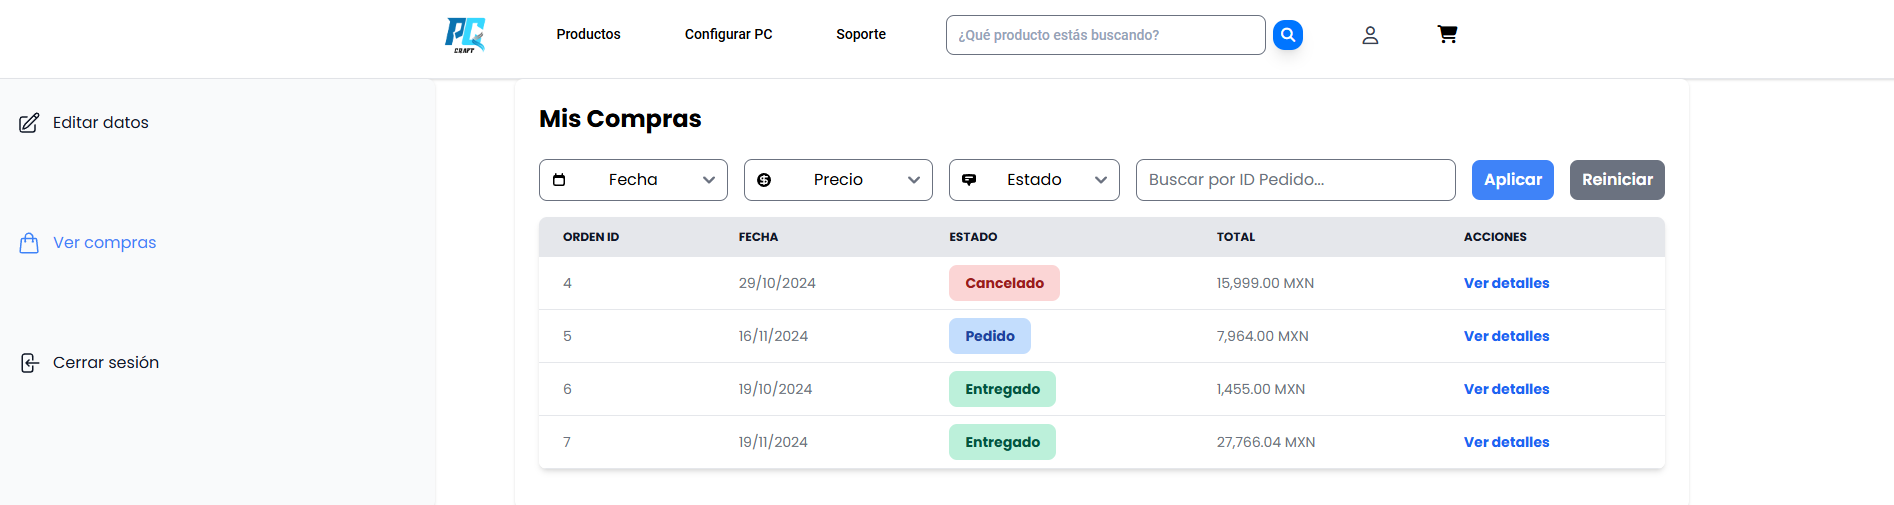 PC CRAFT
Productos Configurar PC Soporte ¿Qué producto estás buscando?
Editar datos
Ver compras
Cerrar sesión
Mis Compras
Fecha Precio Estado Buscar por ID Pedido... Aplicar Reiniciar
ORDEN ID FECHA ESTADO TOTAL ACCIONES
4 29/10/2024 Cancelado 15,999.00 MXN Ver detalles
5 16/11/2024 Pedido 7,964.00 MXN Ver detalles
6 19/10/2024 Entregado 1,455.00 MXN Ver detalles
7 19/11/2024 Entregado 27,766.04 MXN Ver detalles